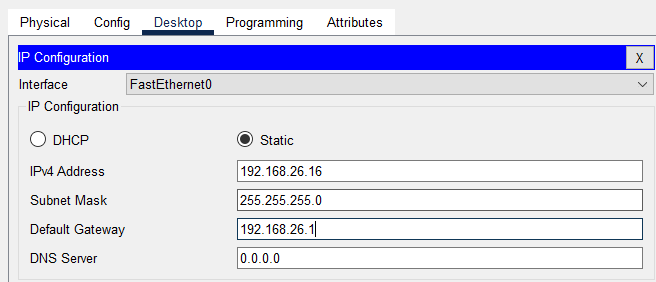 Physical Config Desktop Programming Attributes
IP Configuration X
Interface FastEthernet0
IP Configuration
DHCP Static
IPv4 Address 192.168.26.16
Subnet Mask 255.255.255.0
Default Gateway 192.168.26.1
DNS Server 0.0.0.0